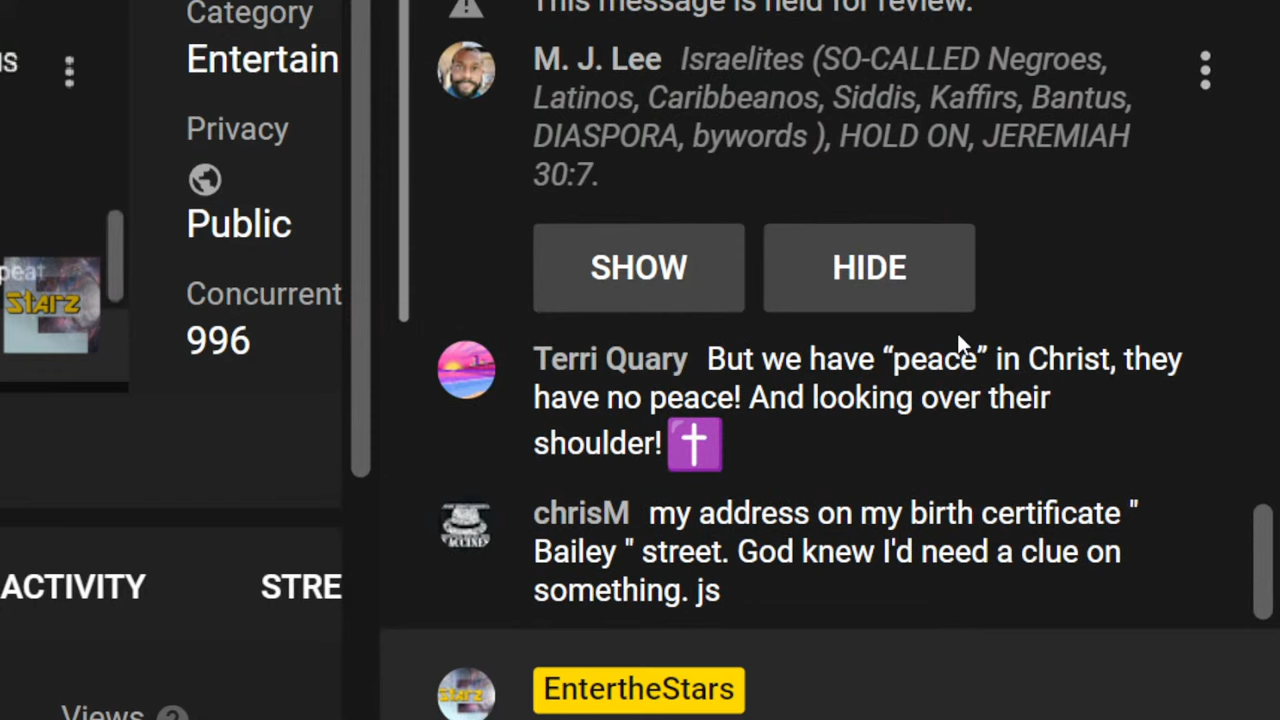 Category
Entertain
Privacy
Public
Concurrent
996
peat
Starz
ACTIVITY
STRE
Views
This message is held for review.
M. J. Lee Israelites (SO-CALLED Negroes,
Latinos, Caribbeanos, Siddis, Kaffirs, Bantus,
DIASPORA, bywords ), HOLD ON, JEREMIAH
30:7.
SHOW HIDE
Terri Quary But we have “peace” in Christ, they
have no peace! And looking over their
shoulder! ✝
chrisM my address on my birth certificate "
Bailey " street. God knew I'd need a clue on
something. js
EntertheStars